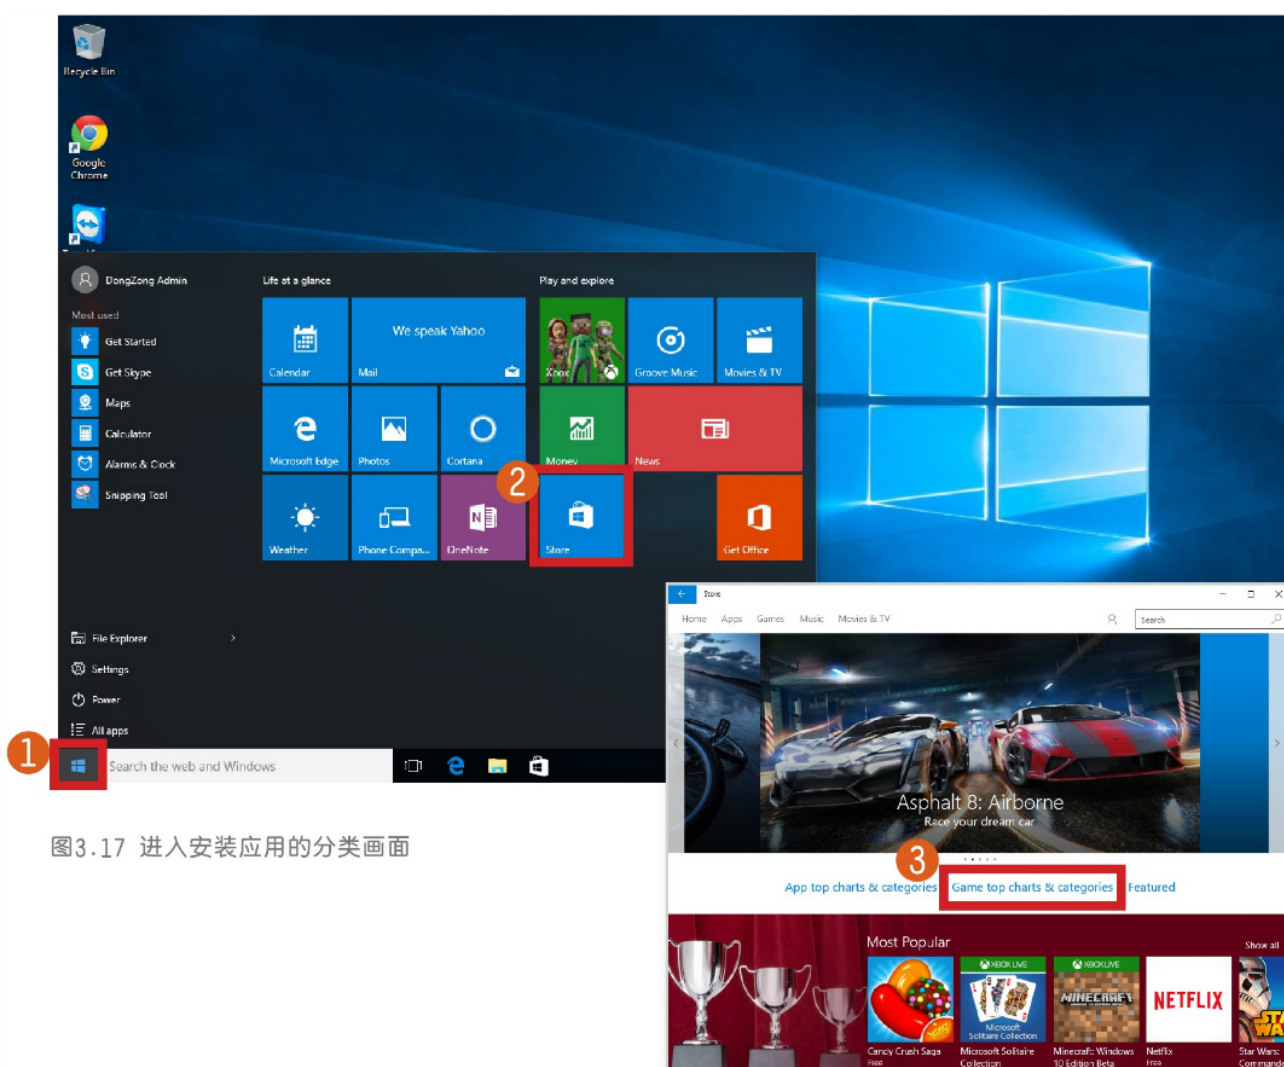 Recycle Bin
Google
Chrome
DongZong Admin
Most used
Get Started
Get Skype
Maps
Calculator
Alarms & Clock
Snipping Tool
File Explorer
Settings
Power
All apps
Life at a glance
Calendar
We speak Yahoo
Mail
Microsoft Edge
Photos
Cortana
Weather
Phone Compa...
OneNote
Play and explore
Xbox
Groove Music
Movies & TV
Money
News
2
Store
Get Office
1
Search the web and Windows
图3.17 进入安装应用的分类画面
Store
Home Apps Games Music Movies & TV
Search
Asphalt 8: Airborne
Race your dream car
3
App top charts & categories Game top charts & categories Featured
Most Popular Show all
XBOX LIVE
Microsoft
Solitaire Collection
XBOX LIVE
MINECRAFT
NETFLIX
Candy Crush Saga
Free
Microsoft Solitaire
Collection
Minecraft: Windows
10 Edition Beta
Netflix
Free
Star Wars:
Commande